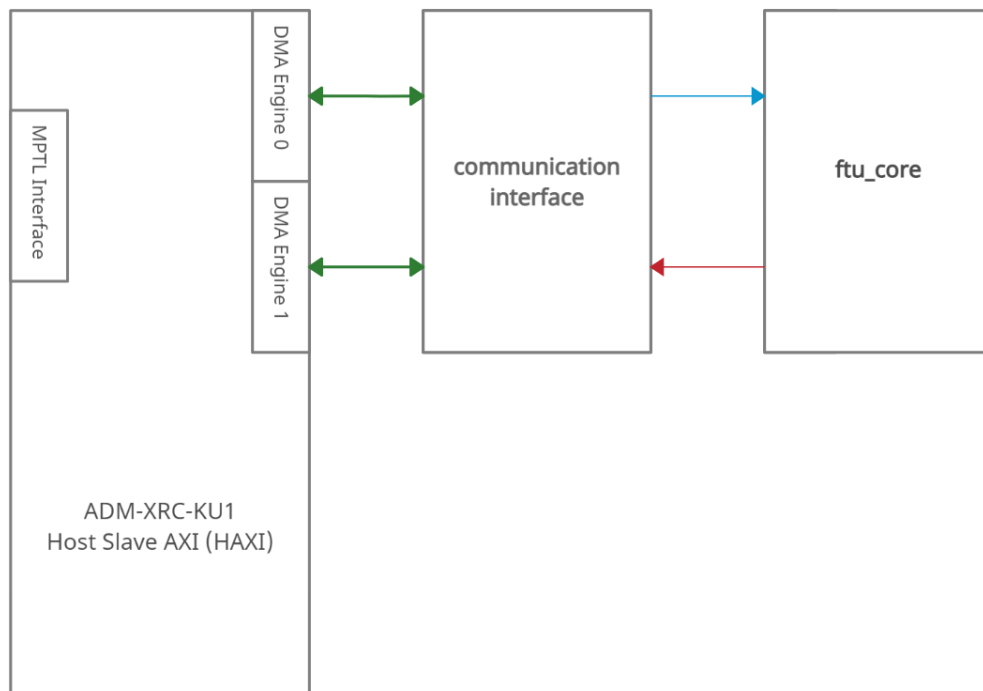 DMA Engine 0
MPTL Interface
DMA Engine 1
communication
interface
ftu_core
ADM-XRC-KU1
Host Slave AXI (HAXI)